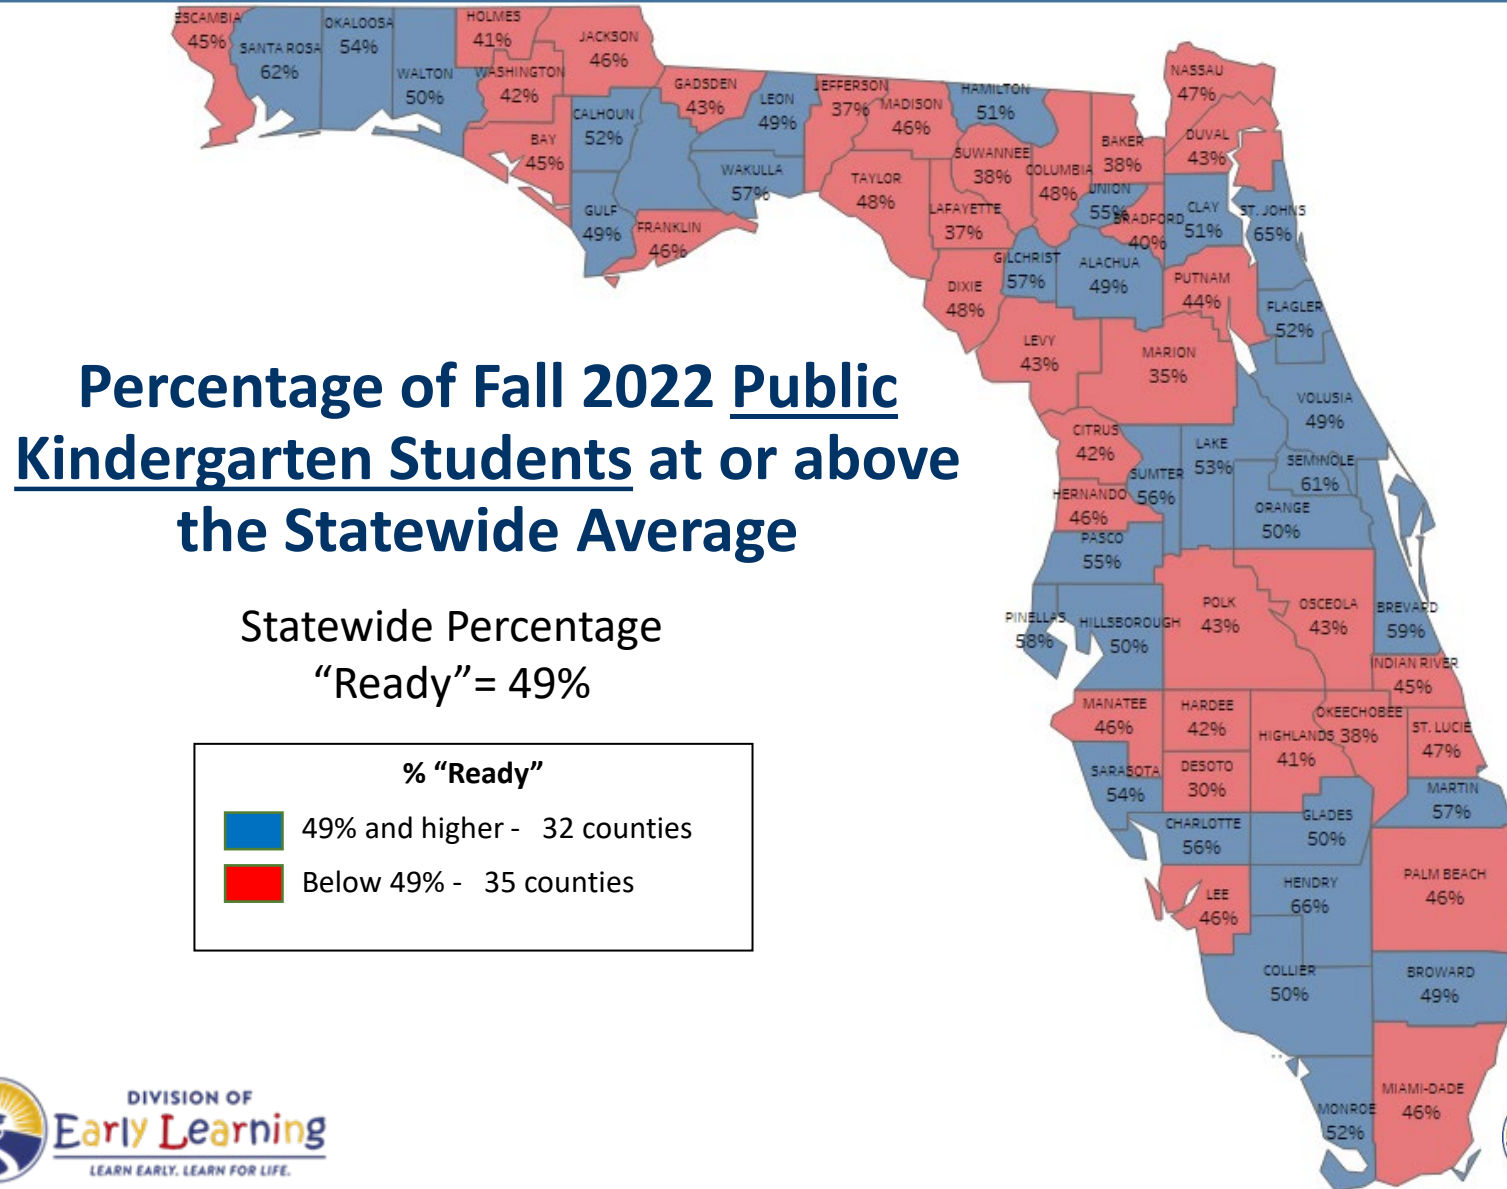 ESCAMBIA
45%
SANTA ROSA
62%
OKALOOSA
54%
WALTON
50%
HOLMES
41%
WASHINGTON
42%
JACKSON
46%
BAY
45%
CALHOUN
52%
GULF
49%
GADSDEN
43%
FRANKLIN
46%
LEON
49%
WAKULLA
57%
JEFFERSON
37%
MADISON
46%
TAYLOR
48%
HAMILTON
51%
SUWANNEE
38%
LAFAYETTE
37%
DIXIE
48%
COLUMBIA
48%
GILCHRIST
57%
BAKER
38%
UNION
55%
BRADFORD
40%
ALACHUA
49%
NASSAU
47%
DUVAL
43%
CLAY
51%
ST. JOHNS
65%
PUTNAM
44%
FLAGLER
52%
LEVY
43%
MARION
35%
VOLUSIA
49%
CITRUS
42%
SUMTER
56%
LAKE
53%
SEMINOLE
61%
HERNANDO
46%
ORANGE
50%
PASCO
55%
PINELLAS
58%
HILLSBOROUGH
50%
POLK
43%
OSCEOLA
43%
BREVARD
59%
INDIAN RIVER
45%
MANATEE
46%
HARDEE
42%
HIGHLANDS
41%
OKEECHOBEE
38%
ST. LUCIE
47%
SARASOTA
54%
DESOTO
30%
MARTIN
57%
CHARLOTTE
56%
GLADES
50%
LEE
46%
HENDRY
66%
PALM BEACH
46%
COLLIER
50%
BROWARD
49%
MIAMI-DADE
46%
MONROE
52%
Percentage of Fall 2022 Public
Kindergarten Students at or above
the Statewide Average
Statewide Percentage
“Ready”= 49%
% “Ready”
49% and higher - 32 counties
Below 49% - 35 counties
DIVISION OF
Early Learning
LEARN EARLY. LEARN FOR LIFE.